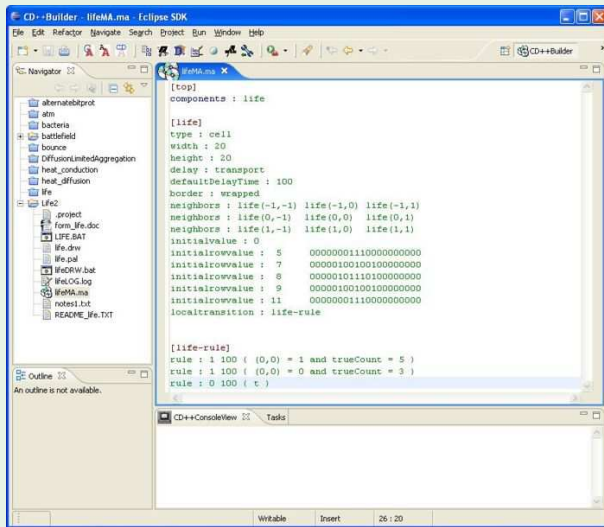 CD++Builder - lifeMA.ma - Eclipse SDK
File Edit Refactor Navigate Search Project Run Window Help
CD++Builder
Navigator
lifeMA.ma
alternatebitprot
atm
bacteria
battlefield
bounce
DiffusionLimitedAggregation
heat_conduction
heat_diffusion
life
Life2
.project
form_life.doc
LIFE.BAT
life.drw
life.pal
lifeDRW.bat
lifeLOG.log
lifeMA.ma
notes1.txt
README_life.TXT
[top]
components : life
[life]
type : cell
width : 20
height : 20
delay : transport
defaultDelayTime : 100
border : wrapped
neighbors : life(-1,-1) life(-1,0) life(-1,1)
neighbors : life(0,-1) life(0,0) life(0,1)
neighbors : life(1,-1) life(1,0) life(1,1)
initialvalue : 0
initialrowvalue : 5 00000001110000000000
initialrowvalue : 7 00000100100100000000
initialrowvalue : 8 00000101110100000000
initialrowvalue : 9 00000100100100000000
initialrowvalue : 11 00000001110000000000
localtransition : life-rule
[life-rule]
rule : 1 100 ( (0,0) = 1 and trueCount = 5 )
rule : 1 100 ( (0,0) = 0 and trueCount = 3 )
rule : 0 100 ( t )
Outline
An outline is not available.
CD++ConsoleView Tasks
Writable Insert 26 : 20